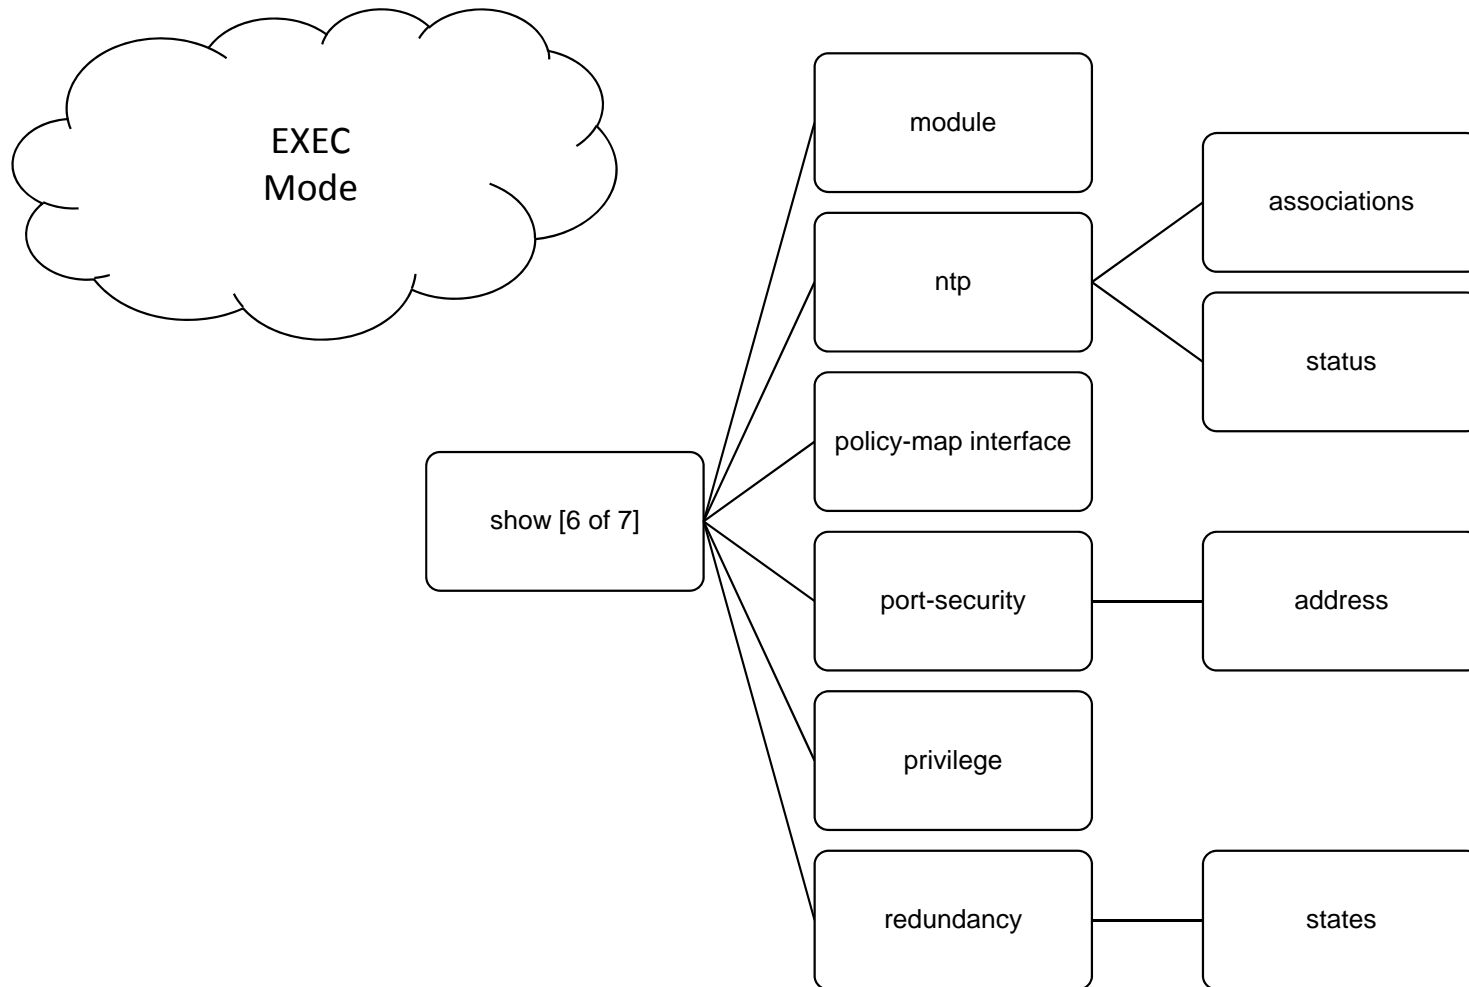 EXEC
Mode
module
associations
ntp
status
policy-map interface
show [6 of 7]
port-security
address
privilege
redundancy
states